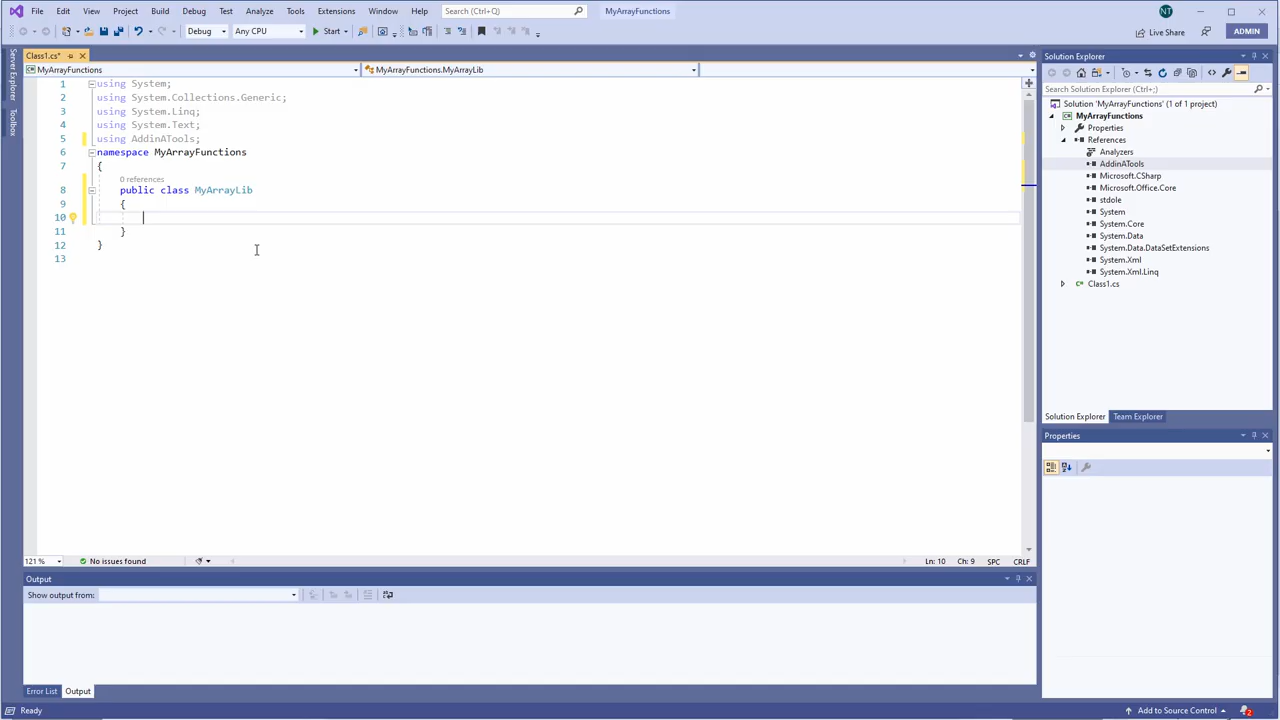 File Edit View Project Build Debug Test Analyze Tools Extensions Window Help Search (Ctrl+Q) MyArrayFunctions NT
Debug Any CPU Start Live Share ADMIN
Server Explorer
Toolbox
Class1.cs*
MyArrayFunctions MyArrayFunctions.MyArrayLib
1 using System;
2 using System.Collections.Generic;
3 using System.Linq;
4 using System.Text;
5 using AddinATools;
6 namespace MyArrayFunctions
7 {
0 references
8 public class MyArrayLib
9 {
10
11 }
12 }
13
121 % No issues found Ln: 10 Ch: 9 SPC CRLF
Output
Show output from:
Error List Output
Solution Explorer
Search Solution Explorer (Ctrl+;)
Solution 'MyArrayFunctions' (1 of 1 project)
MyArrayFunctions
Properties
References
Analyzers
AddinATools
Microsoft.CSharp
Microsoft.Office.Core
stdole
System
System.Core
System.Data
System.Data.DataSetExtensions
System.Xml
System.Xml.Linq
Class1.cs
Solution Explorer Team Explorer
Properties
Ready Add to Source Control 2